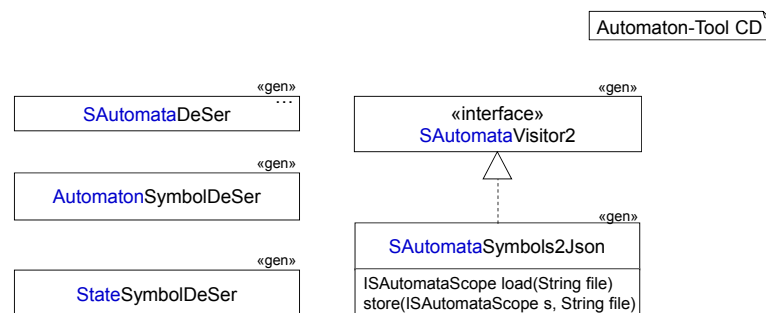 Automaton-Tool CD
«gen»
...
SAutomataDeSer
«gen»
AutomatonSymbolDeSer
«gen»
StateSymbolDeSer
«gen»
«interface»
SAutomataVisitor2
«gen»
SAutomataSymbols2Json
ISAutomataScope load(String file)
store(ISAutomataScope s, String file)